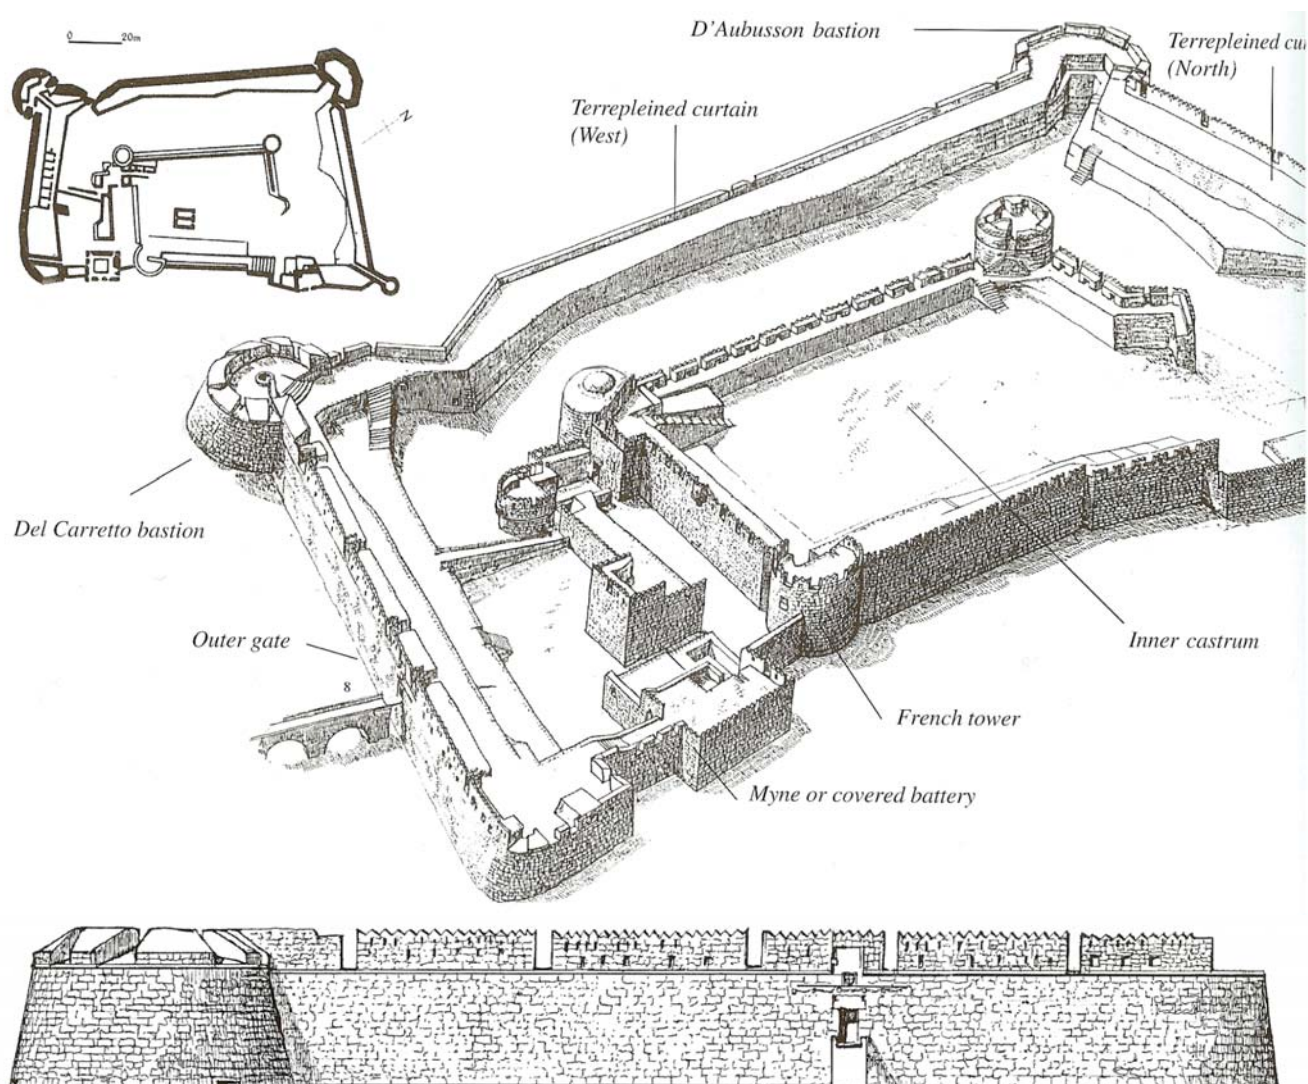 0 20m
N
D'Aubusson bastion
Terrepleined
(North)
Terrepleined curtain
(West)
Del Carretto bastion
Outer gate
8
Inner castrum
French tower
Myne or covered battery